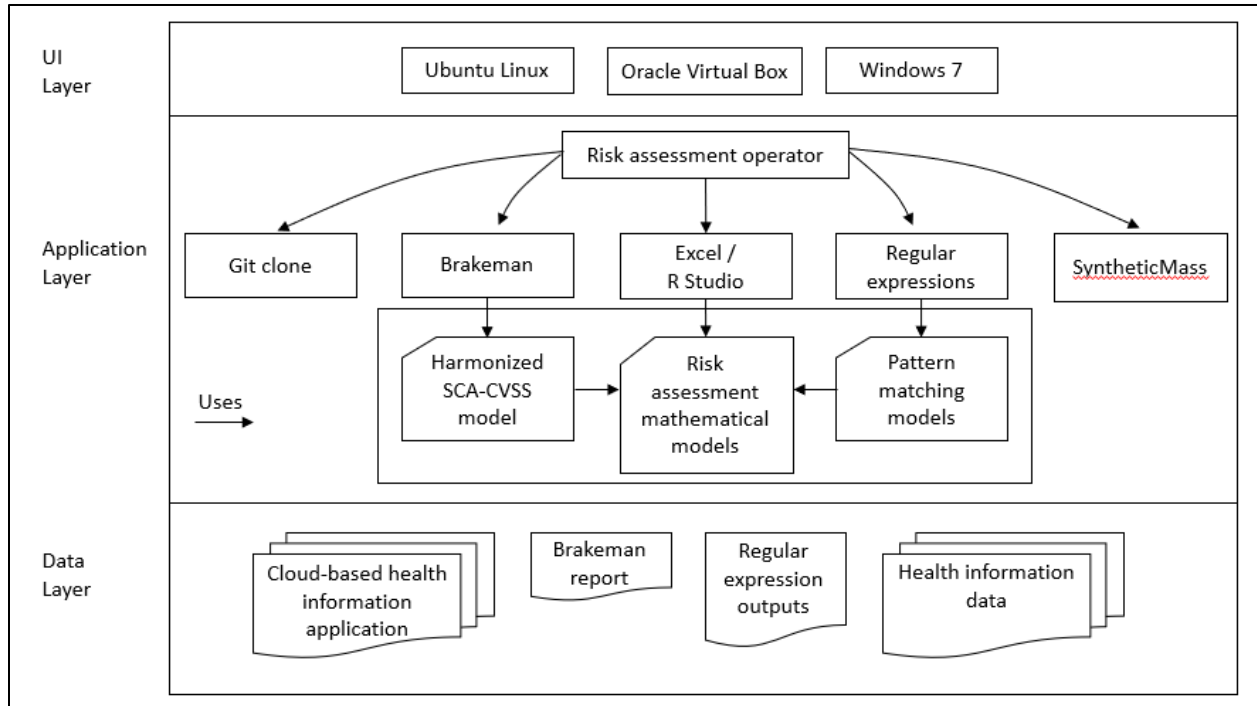 UI
Layer
Ubuntu Linux
Oracle Virtual Box
Windows 7
Risk assessment operator
Application
Layer
Git clone
Brakeman
Excel /
R Studio
Regular
expressions
SyntheticMass
Harmonized
SCA-CVSS
model
Risk
assessment
mathematical
models
Pattern
matching
models
Uses
Data
Layer
Cloud-based health
information
application
Brakeman
report
Regular
expression
outputs
Health information
data